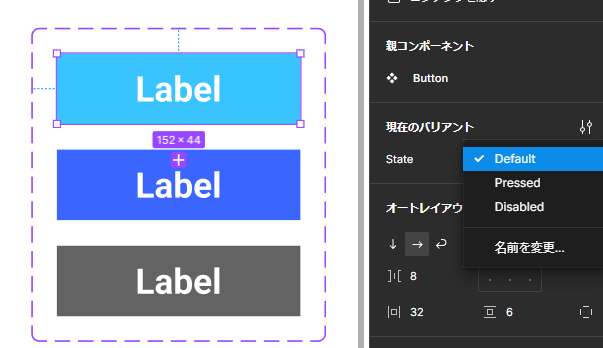 Label
152 × 44
Label
Label
親コンポーネント
Button
現在のバリアント
State
Default
Pressed
Disabled
名前を変更...
オートレイアウ
8
32
6